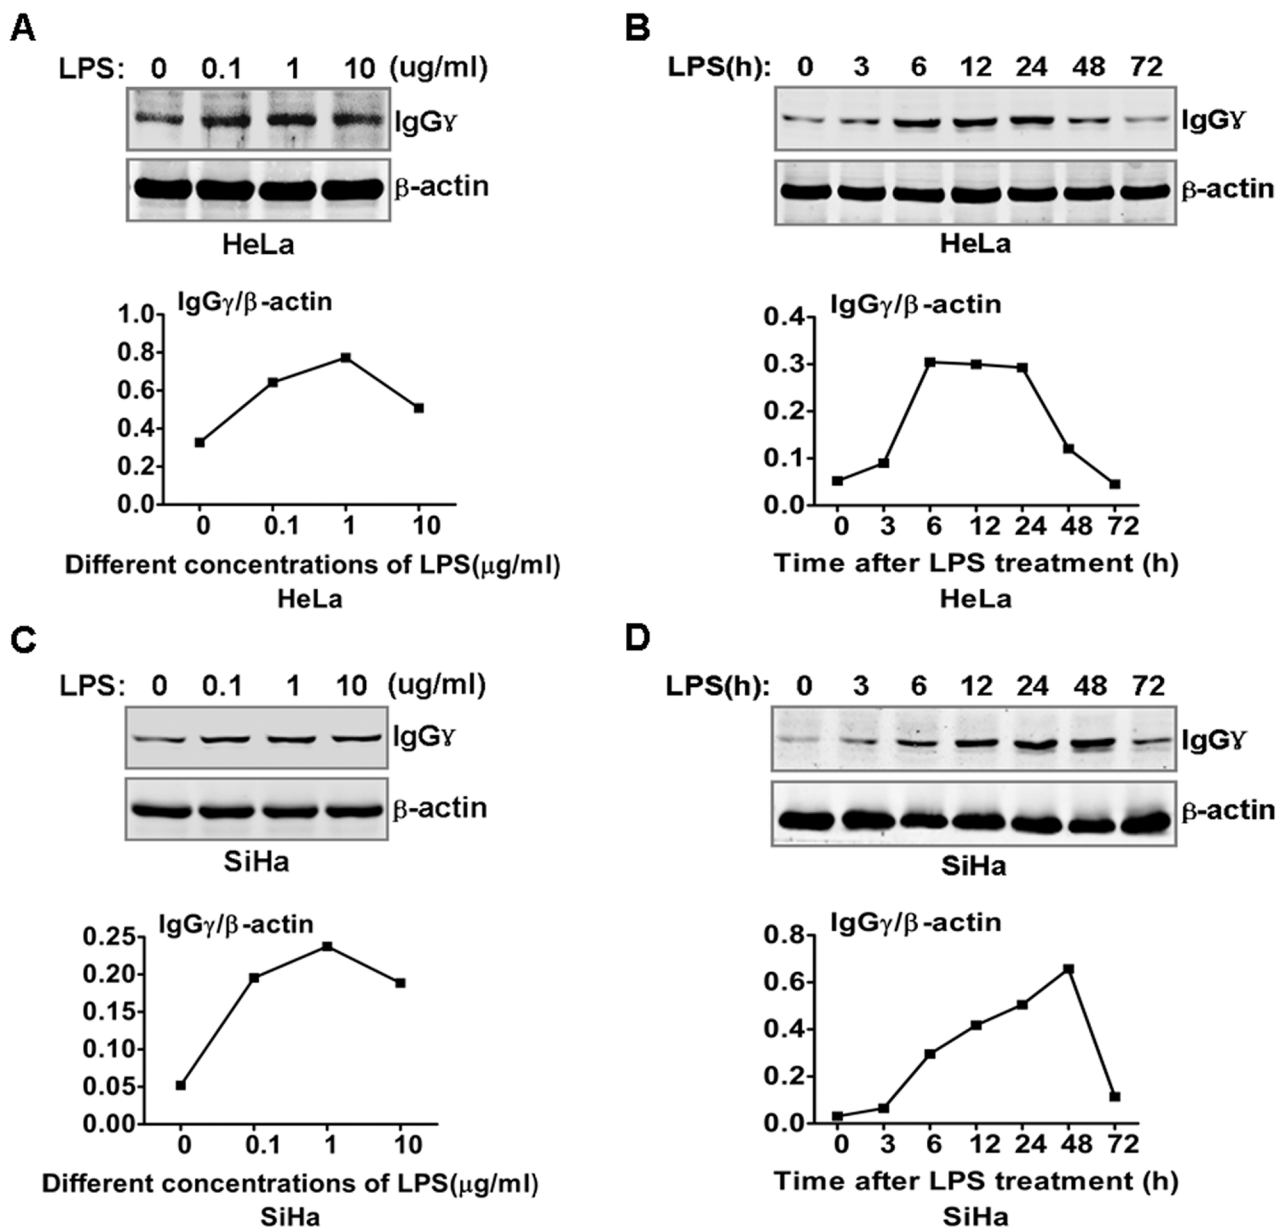 A
LPS: 0 0.1 1 10 (ug/ml)
IgGɣ
β-actin
HeLa
IgGγ/β-actin
1.0
0.8
0.6
0.4
0.2
0.0
0 0.1 1 10
Different concentrations of LPS(μg/ml)
HeLa
B
LPS(h): 0 3 6 12 24 48 72
IgGɣ
β-actin
HeLa
IgGγ/β-actin
0.4
0.3
0.2
0.1
0.0
0 3 6 12 24 48 72
Time after LPS treatment (h)
HeLa
C
LPS: 0 0.1 1 10 (ug/ml)
IgGɣ
β-actin
SiHa
IgGγ/β-actin
0.25
0.20
0.15
0.10
0.05
0.00
0 0.1 1 10
Different concentrations of LPS(μg/ml)
SiHa
D
LPS(h): 0 3 6 12 24 48 72
IgGɣ
β-actin
SiHa
IgGγ/β-actin
0.8
0.6
0.4
0.2
0.0
0 3 6 12 24 48 72
Time after LPS treatment (h)
SiHa